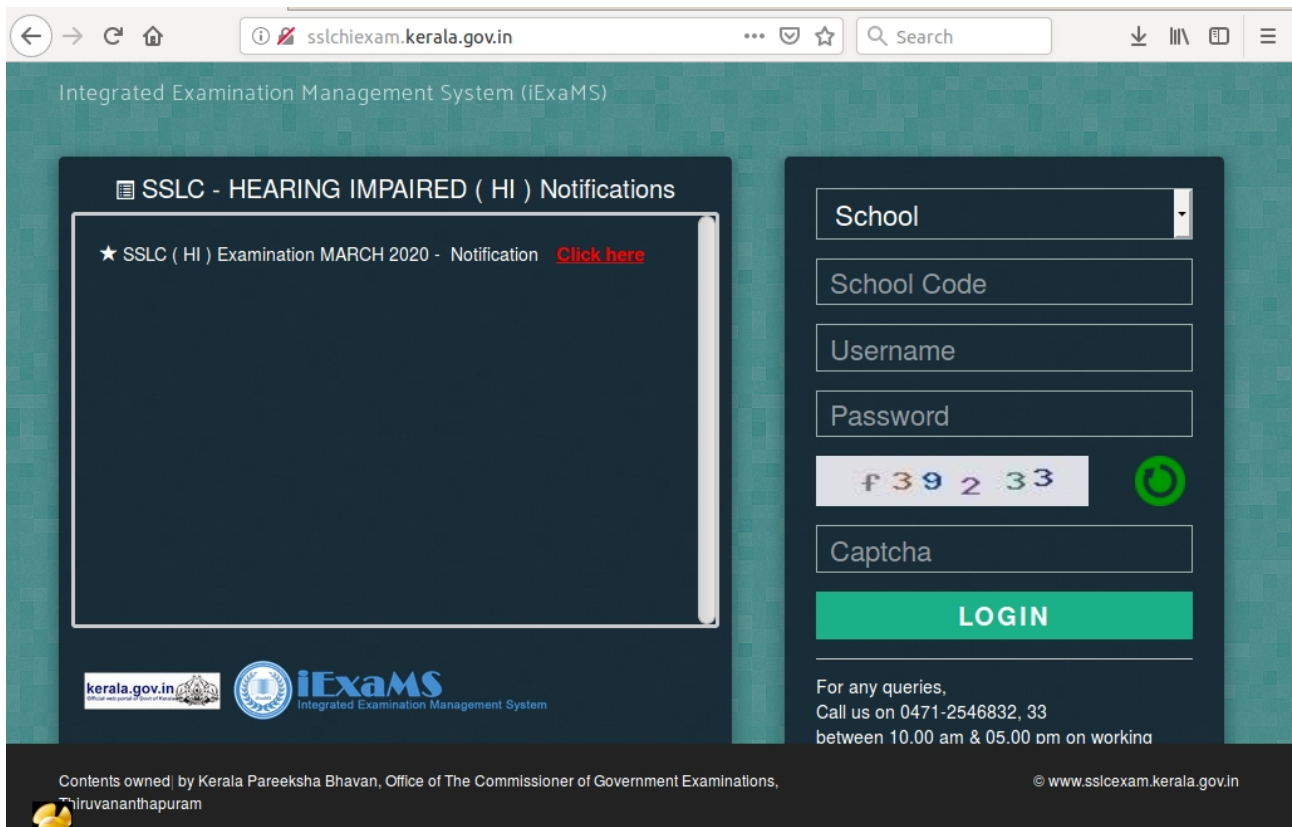 sslchiexam.kerala.gov.in
Search
Integrated Examination Management System (iExaMS)
SSLC - HEARING IMPAIRED ( HI ) Notifications
★ SSLC ( HI ) Examination MARCH 2020 - Notification Click here
kerala.gov.in
iExaMS
Integrated Examination Management System
School
School Code
Username
Password
f 3 9 2 3 3
Captcha
LOGIN
For any queries,
Call us on 0471-2546832, 33
between 10.00 am & 05.00 pm on working
Contents owned| by Kerala Pareeksha Bhavan, Office of The Commissioner of Government Examinations,
Thiruvananthapuram
© www.sslcexam.kerala.gov.in